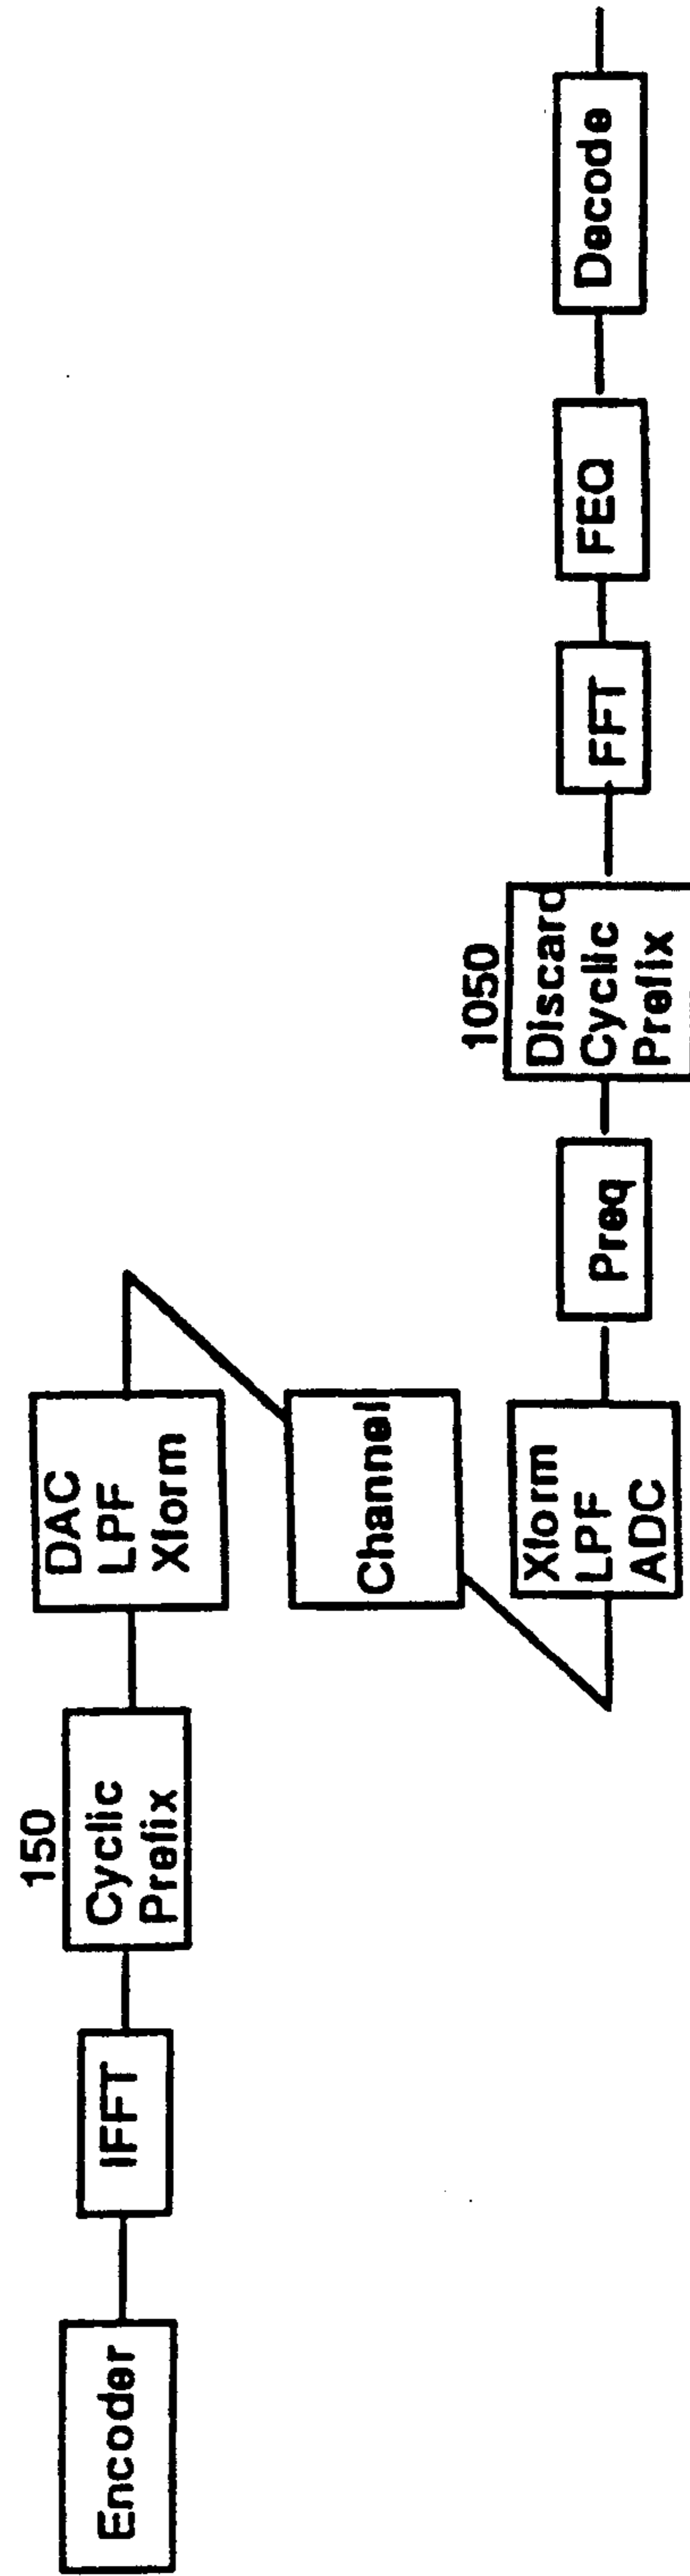 Encoder
IFFT
150
Cyclic
Prefix
DAC
LPF
Xform
Channel
Xform
LPF
ADC
Preq
1050
Discard
Cyclic
Prefix
FFT
FEQ
Decode